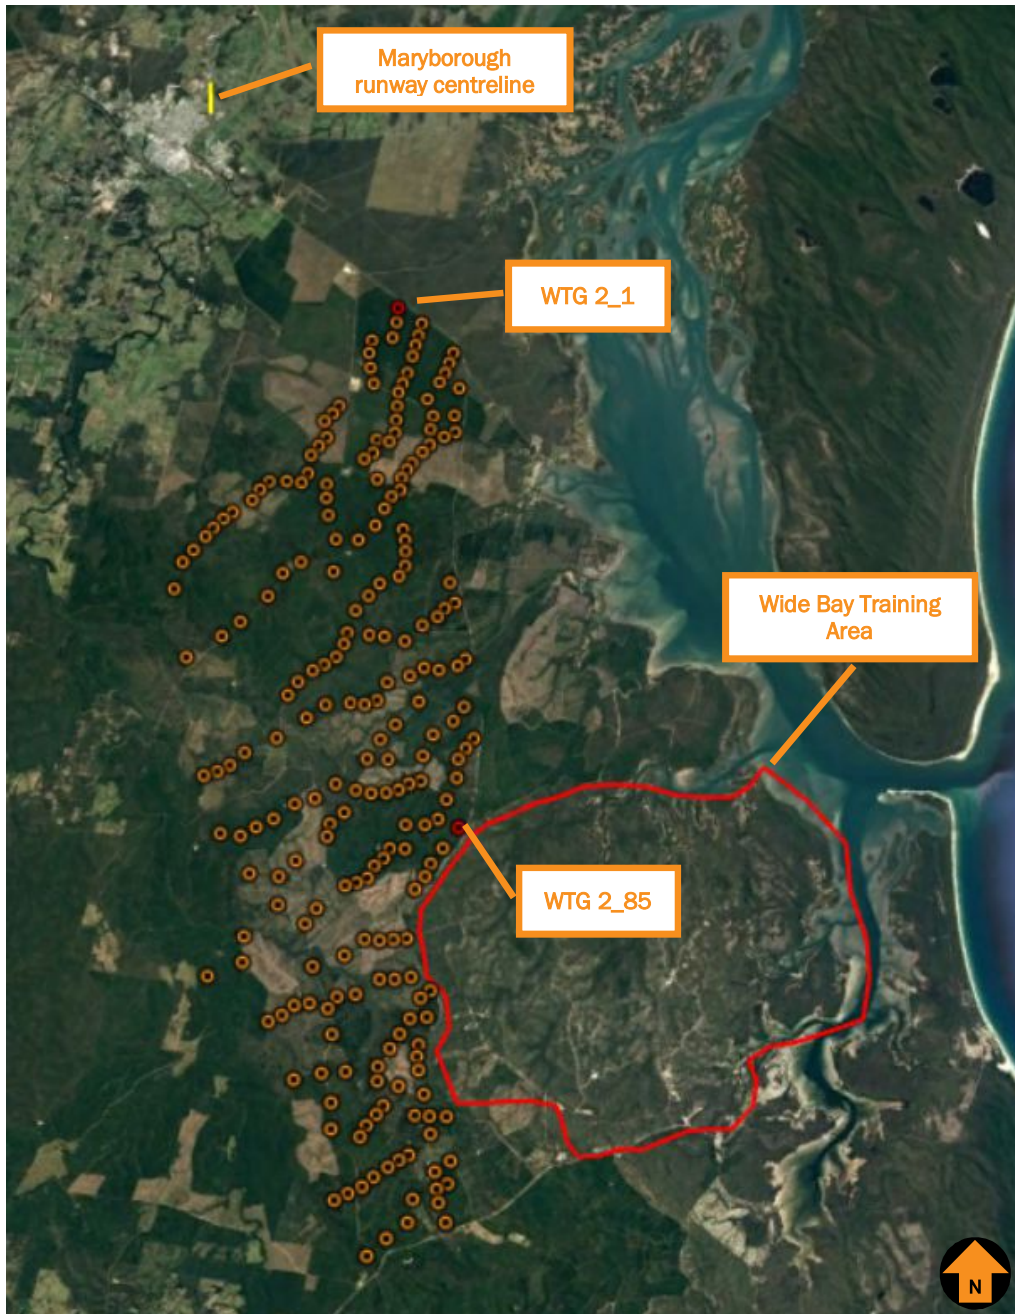 Maryborough
runway centreline
WTG 2_1
Wide Bay Training
Area
WTG 2_85
N